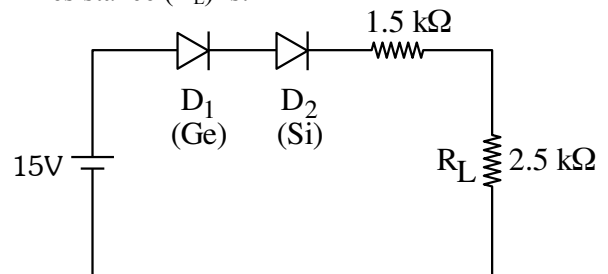 1.5 kΩ
D1
(Ge)
D2
(Si)
15V
RL 2.5 kΩ